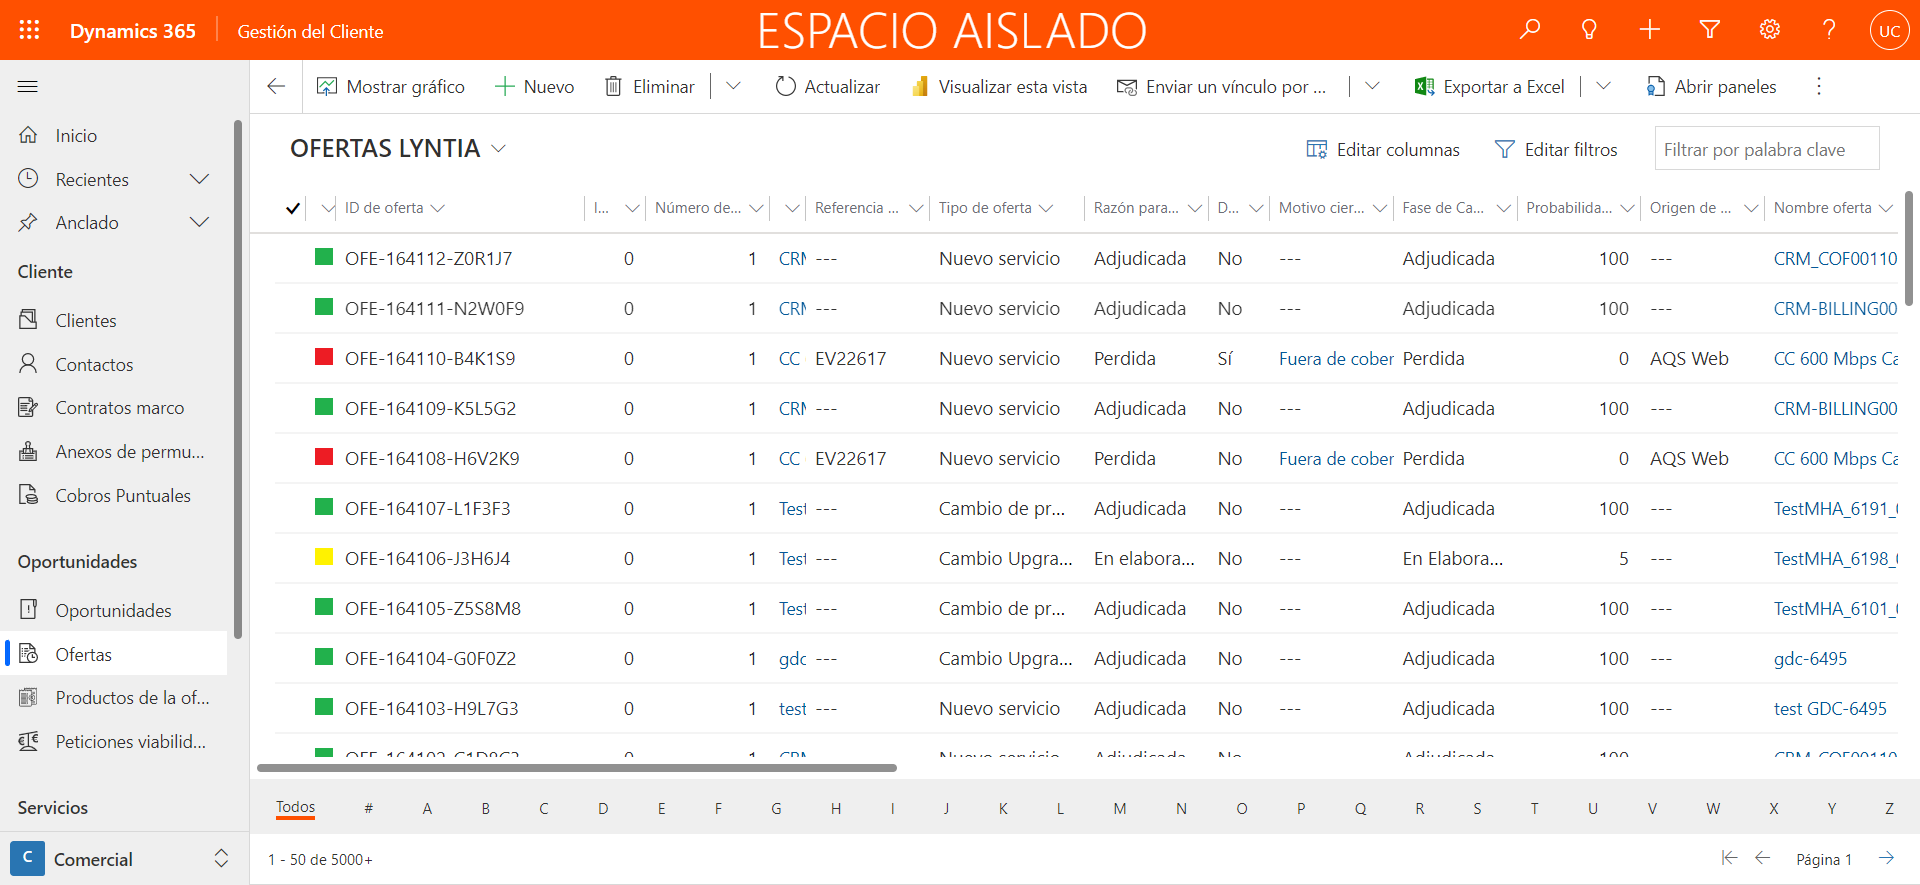 Dynamics 365
Gestión del Cliente
ESPACIO AISLADO
UC
Mostrar gráfico
Nuevo
Eliminar
Actualizar
Visualizar esta vista
Enviar un vínculo por ...
Exportar a Excel
Abrir paneles
Inicio
Recientes
Anclado
Cliente
Clientes
Contactos
Contratos marco
Anexos de permu...
Cobros Puntuales
Oportunidades
Oportunidades
Ofertas
Productos de la of...
Peticiones viabilid...
Servicios
C Comercial
OFERTAS LYNTIA
Editar columnas
Editar filtros
Filtrar por palabra clave
ID de oferta I... Número de... Referencia ... Tipo de oferta Razón para... D... Motivo cier... Fase de Ca... Probabilida... Origen de ... Nombre oferta
OFE-164112-Z0R1J7 0 1 CRM --- Nuevo servicio Adjudicada No --- Adjudicada 100 --- CRM_COF00110
OFE-164111-N2W0F9 0 1 CRM --- Nuevo servicio Adjudicada No --- Adjudicada 100 --- CRM-BILLING00
OFE-164110-B4K1S9 0 1 CC EV22617 Nuevo servicio Perdida Sí Fuera de cober Perdida 0 AQS Web CC 600 Mbps Ca
OFE-164109-K5L5G2 0 1 CRM --- Nuevo servicio Adjudicada No --- Adjudicada 100 --- CRM-BILLING00
OFE-164108-H6V2K9 0 1 CC EV22617 Nuevo servicio Perdida No Fuera de cober Perdida 0 AQS Web CC 600 Mbps Ca
OFE-164107-L1F3F3 0 1 Test --- Cambio de pr... Adjudicada No --- Adjudicada 100 --- TestMHA_6191_0
OFE-164106-J3H6J4 0 1 Test --- Cambio Upgra... En elabora... No --- En Elabora... 5 --- TestMHA_6198_0
OFE-164105-Z5S8M8 0 1 Test --- Cambio de pr... Adjudicada No --- Adjudicada 100 --- TestMHA_6101_0
OFE-164104-G0F0Z2 0 1 gdc --- Cambio Upgra... Adjudicada No --- Adjudicada 100 --- gdc-6495
OFE-164103-H9L7G3 0 1 test --- Nuevo servicio Adjudicada No --- Adjudicada 100 --- test GDC-6495
Nuevo servicio Adjudicada No Adjudicada 100
Todos # A B C D E F G H I J K L M N O P Q R S T U V W X Y Z
1 - 50 de 5000+
Página 1